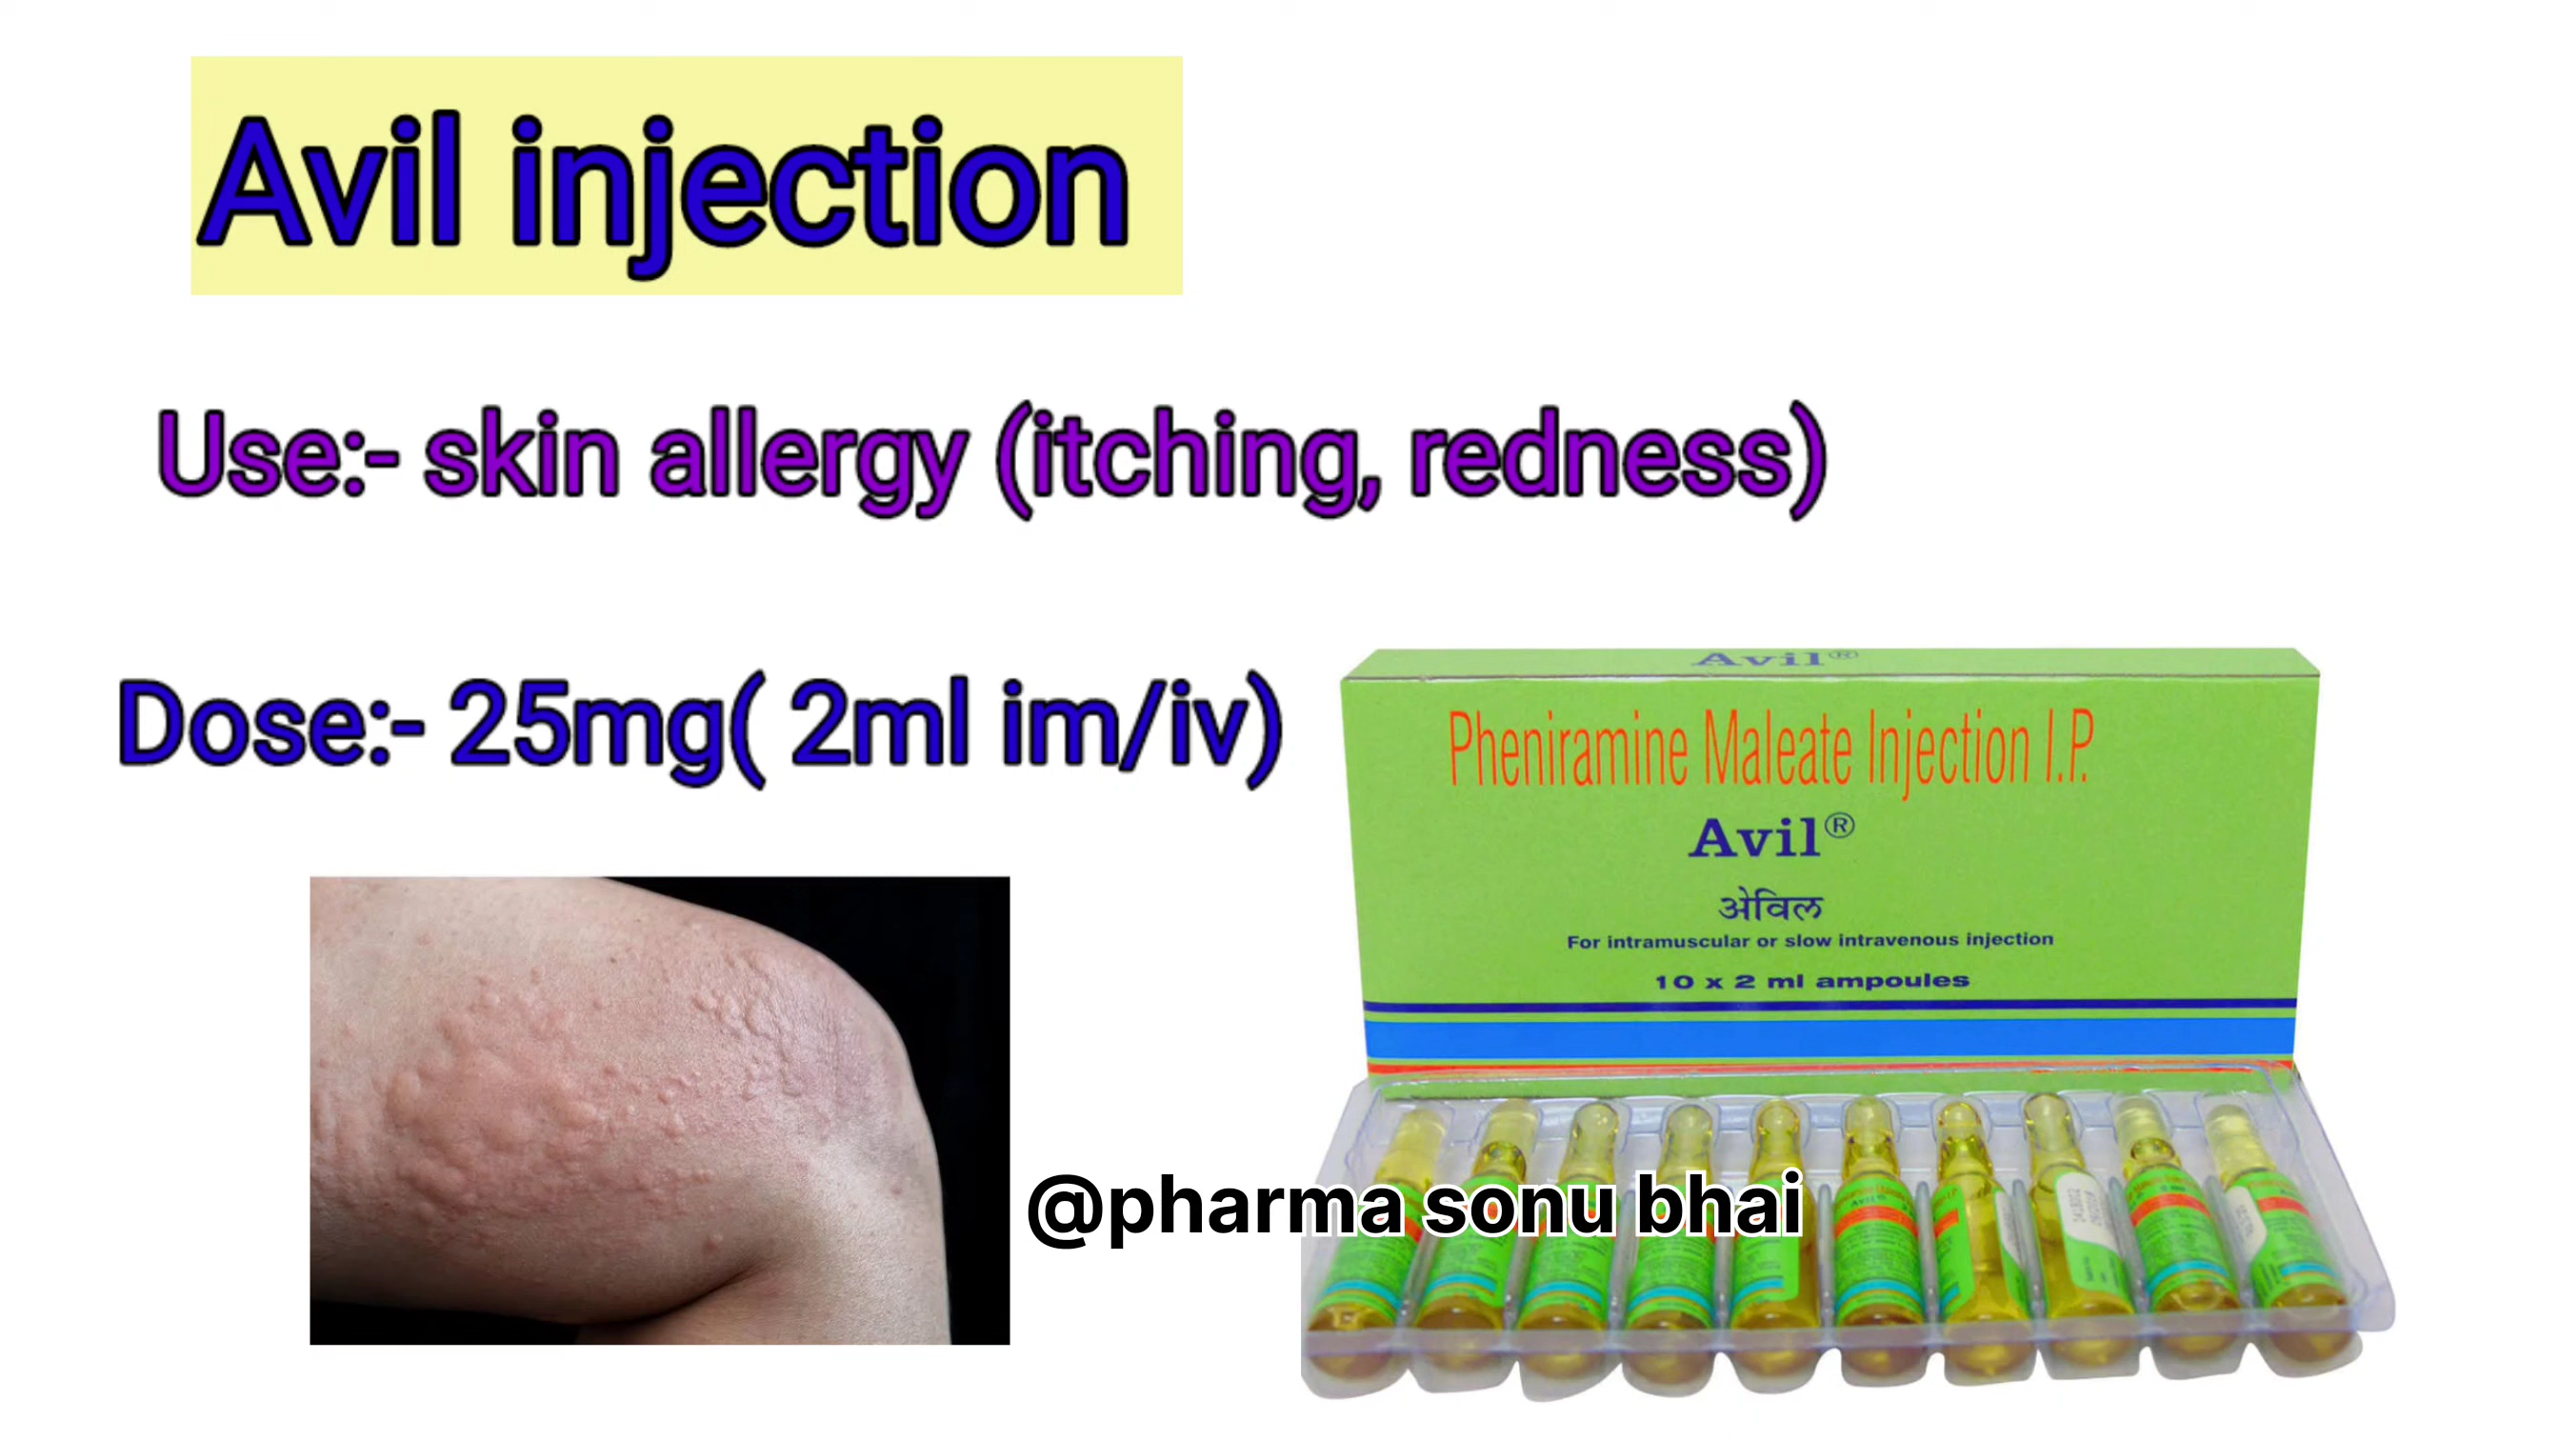 Avil injection
Use:- skin allergy (itching, redness)
Dose:- 25mg( 2ml im/iv)
Avil®
Pheniramine Maleate Injection I.P.
Avil®
अेविल
For intramuscular or slow intravenous injection
10 x 2 ml ampoules
@pharma sonu bhai